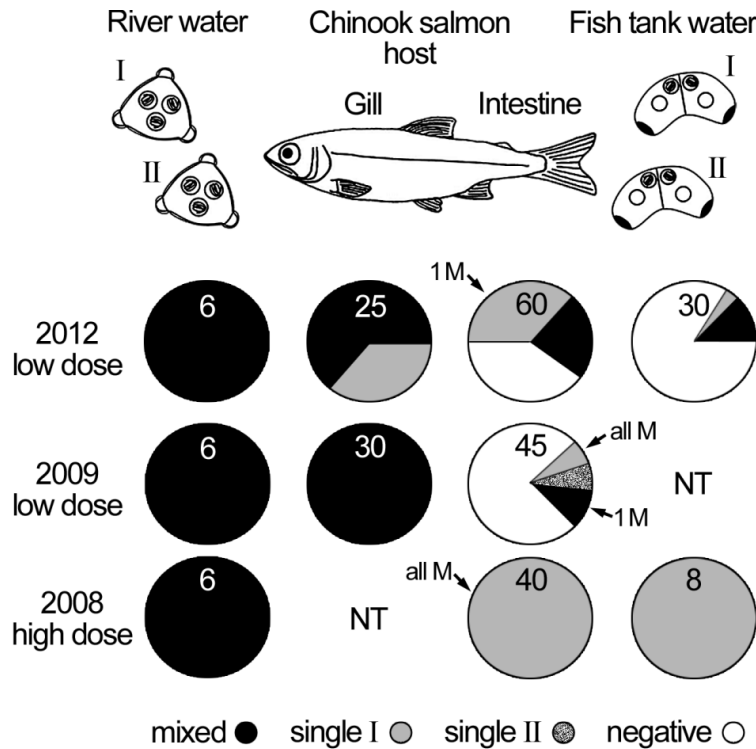 River water
Chinook salmon host
Fish tank water
I
II
Gill
Intestine
I
II
2012
low dose
6
25
1 M
60
30
2009
low dose
6
30
45
all M
1 M
NT
2008
high dose
6
NT
all M
40
8
mixed
single I
single II
negative